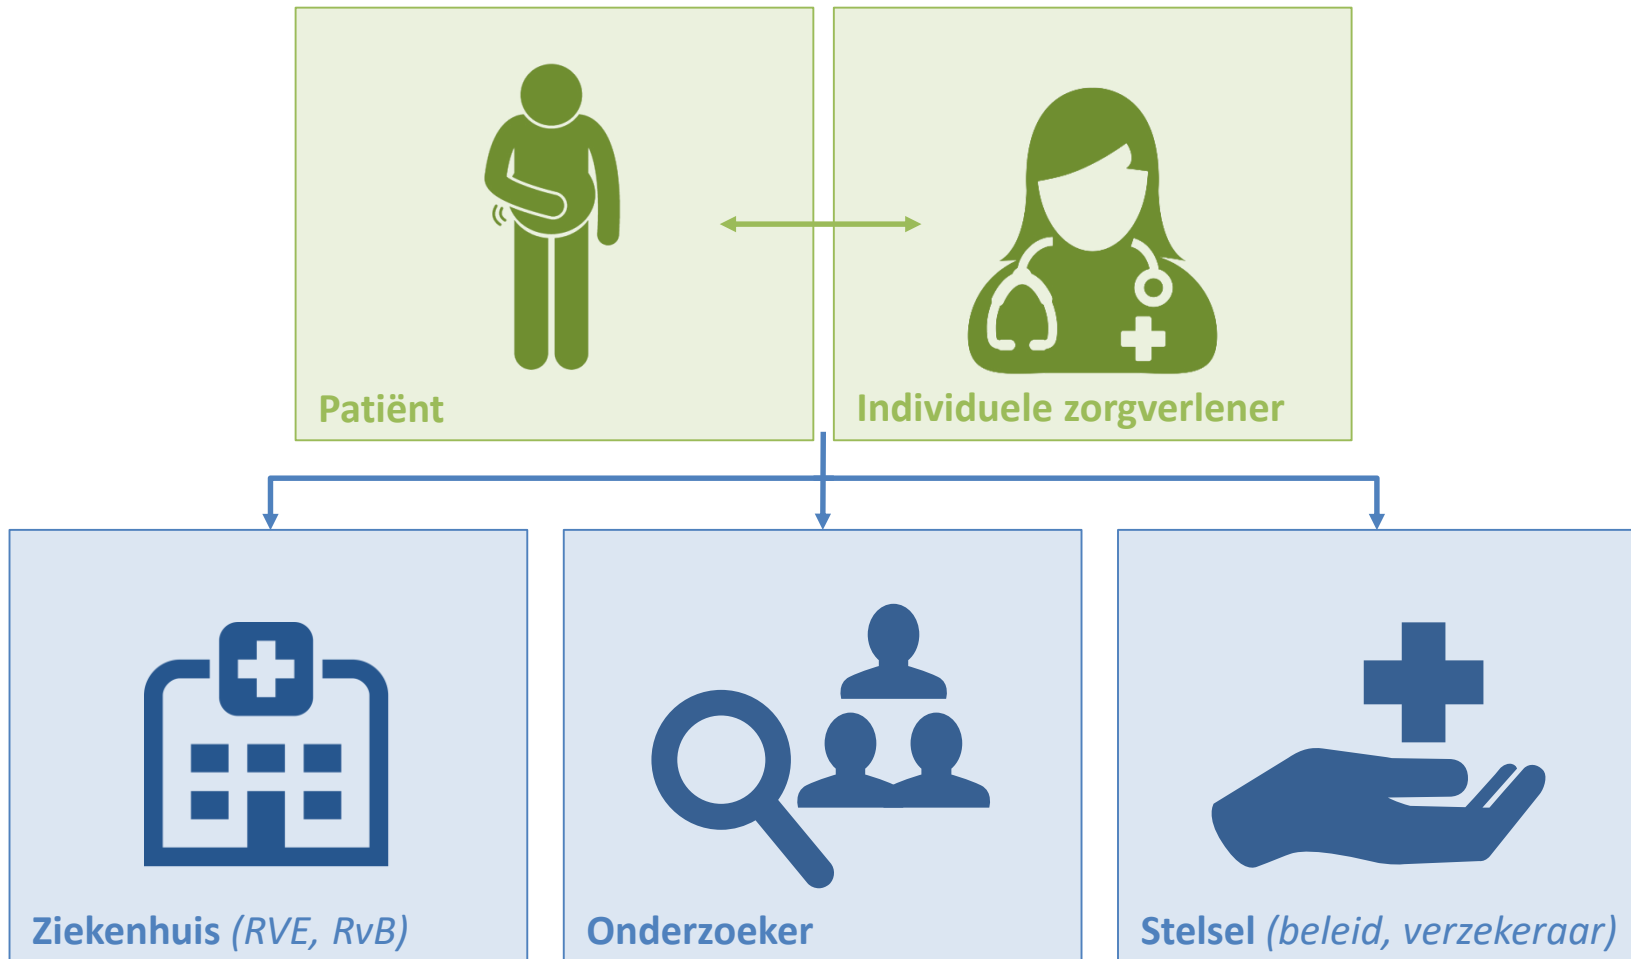 Patiënt
Individuele zorgverlener
Ziekenhuis (RVE, RvB)
Onderzoeker
Stelsel (beleid, verzekeraar)